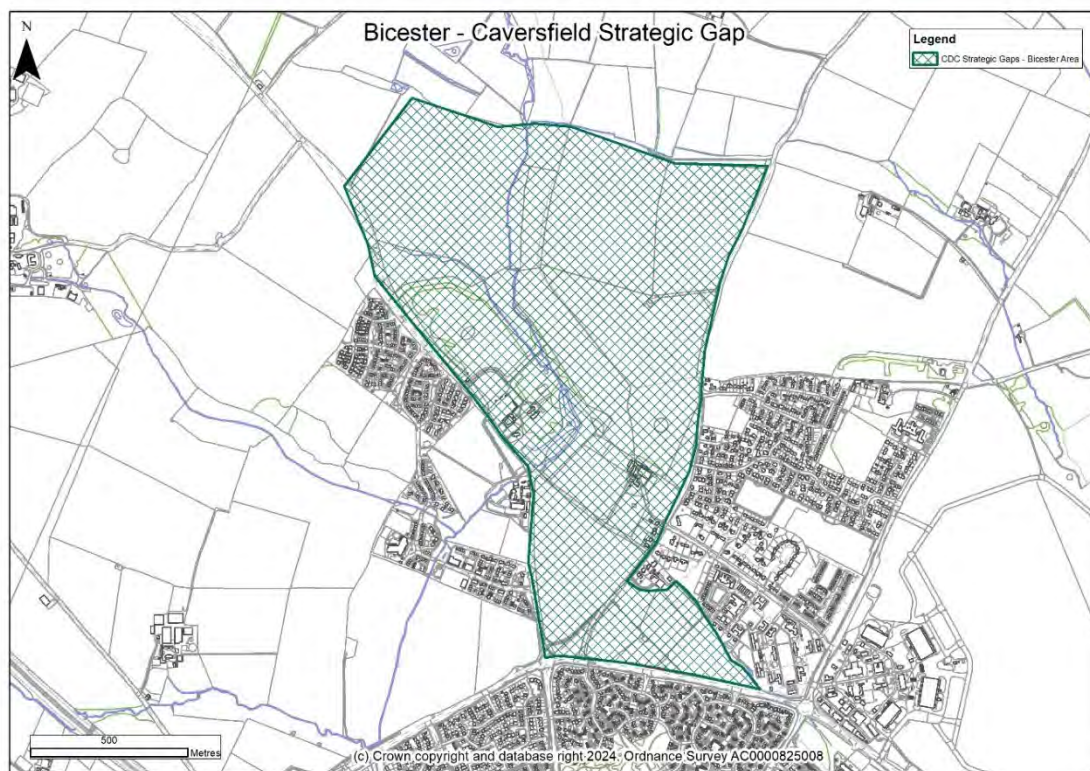 N
Bicester - Caversfield Strategic Gap
Legend
CDC Strategic Gaps - Bicester Area
500
Metres
(c) Crown copyright and database right 2024. Ordnance Survey AC0000825008